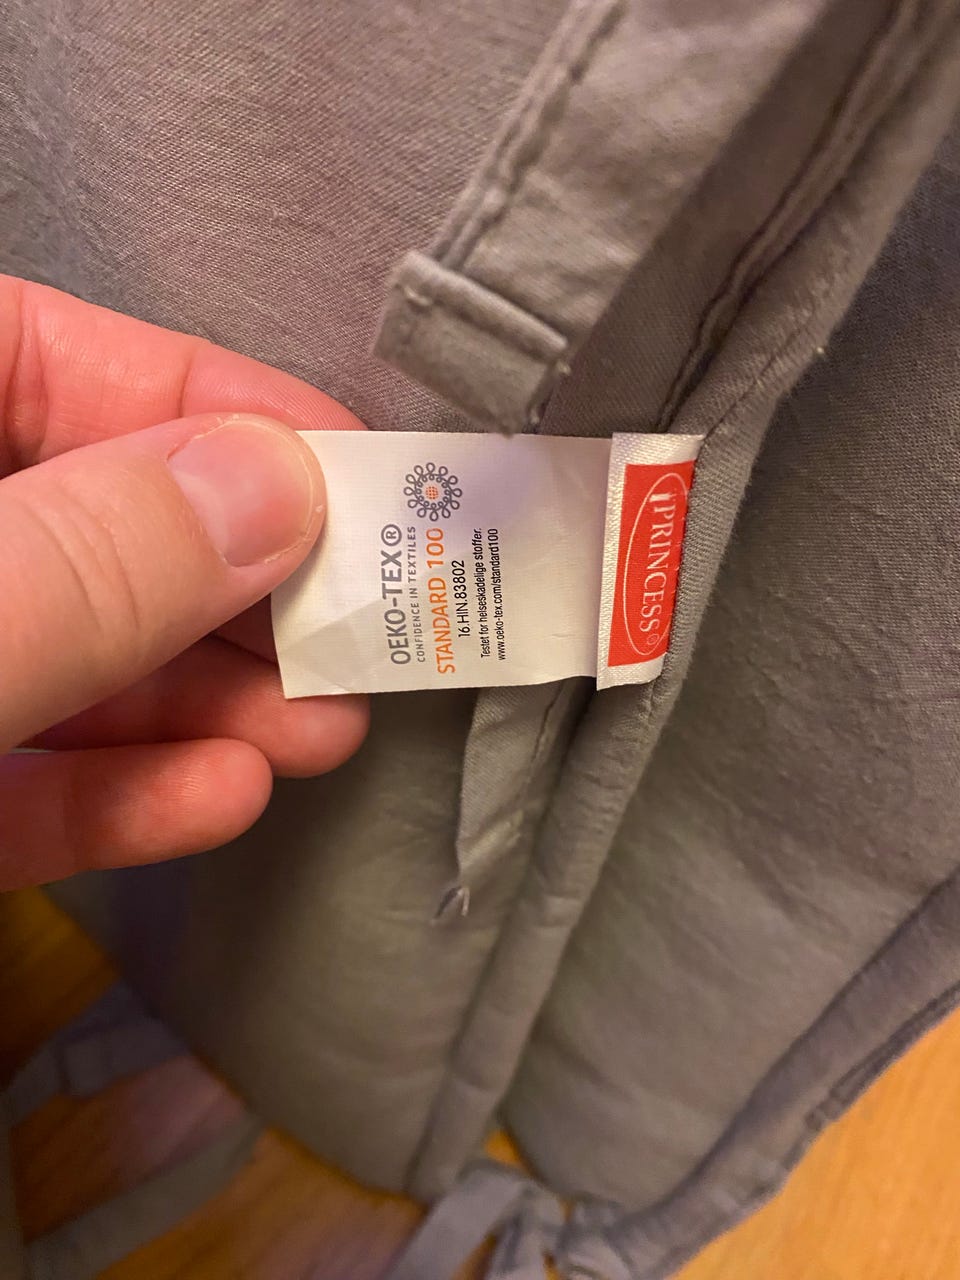 OEKO-TEX®
CONFIDENCE IN TEXTILES
STANDARD 100
16.HIN.83802
Testet for helseskadelige stoffer.
www.oeko-tex.com/standard100
PRINCESS®